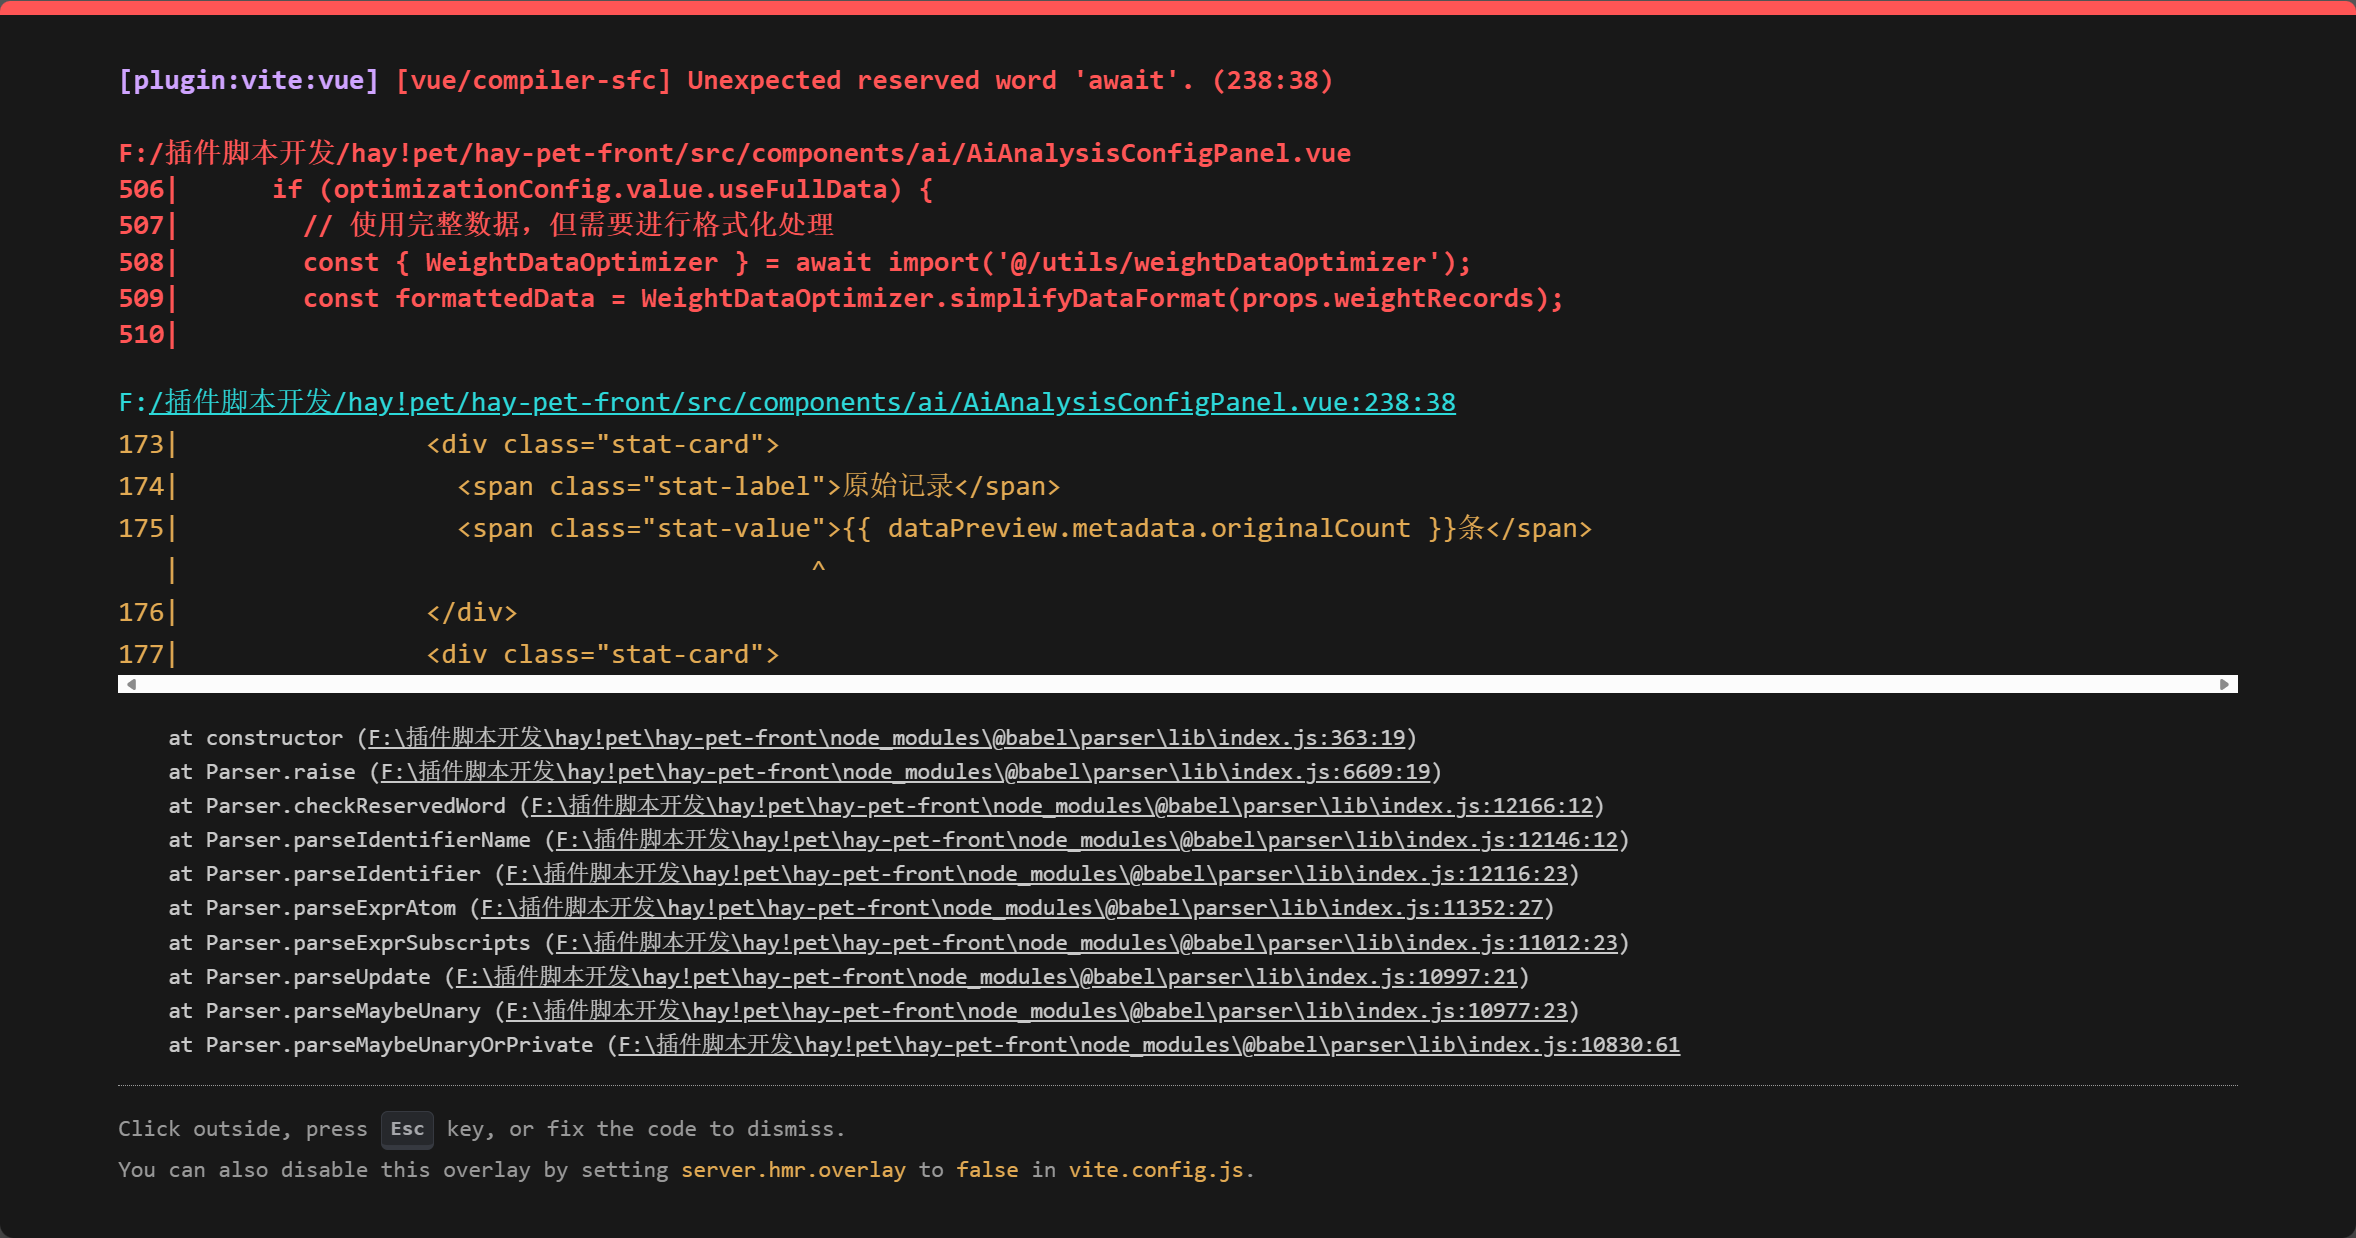 [plugin:vite:vue] [vue/compiler-sfc] Unexpected reserved word 'await'. (238:38)
F:/插件脚本开发/hay!pet/hay-pet-front/src/components/ai/AiAnalysisConfigPanel.vue
506|      if (optimizationConfig.value.useFullData) {
507|        // 使用完整数据，但需要进行格式化处理
508|        const { WeightDataOptimizer } = await import('@/utils/weightDataOptimizer');
509|        const formattedData = WeightDataOptimizer.simplifyDataFormat(props.weightRecords);
510|
F:/插件脚本开发/hay!pet/hay-pet-front/src/components/ai/AiAnalysisConfigPanel.vue:238:38
173|                <div class="stat-card">
174|                  <span class="stat-label">原始记录</span>
175|                  <span class="stat-value">{{ dataPreview.metadata.originalCount }}条</span>
   |                                         ^
176|                </div>
177|                <div class="stat-card">
at constructor (F:\插件脚本开发\hay!pet\hay-pet-front\node_modules\@babel\parser\lib\index.js:363:19)
at Parser.raise (F:\插件脚本开发\hay!pet\hay-pet-front\node_modules\@babel\parser\lib\index.js:6609:19)
at Parser.checkReservedWord (F:\插件脚本开发\hay!pet\hay-pet-front\node_modules\@babel\parser\lib\index.js:12166:12)
at Parser.parseIdentifierName (F:\插件脚本开发\hay!pet\hay-pet-front\node_modules\@babel\parser\lib\index.js:12146:12)
at Parser.parseIdentifier (F:\插件脚本开发\hay!pet\hay-pet-front\node_modules\@babel\parser\lib\index.js:12116:23)
at Parser.parseExprAtom (F:\插件脚本开发\hay!pet\hay-pet-front\node_modules\@babel\parser\lib\index.js:11352:27)
at Parser.parseExprSubscripts (F:\插件脚本开发\hay!pet\hay-pet-front\node_modules\@babel\parser\lib\index.js:11012:23)
at Parser.parseUpdate (F:\插件脚本开发\hay!pet\hay-pet-front\node_modules\@babel\parser\lib\index.js:10997:21)
at Parser.parseMaybeUnary (F:\插件脚本开发\hay!pet\hay-pet-front\node_modules\@babel\parser\lib\index.js:10977:23)
at Parser.parseMaybeUnaryOrPrivate (F:\插件脚本开发\hay!pet\hay-pet-front\node_modules\@babel\parser\lib\index.js:10830:61
Click outside, press Esc key, or fix the code to dismiss.
You can also disable this overlay by setting server.hmr.overlay to false in vite.config.js.